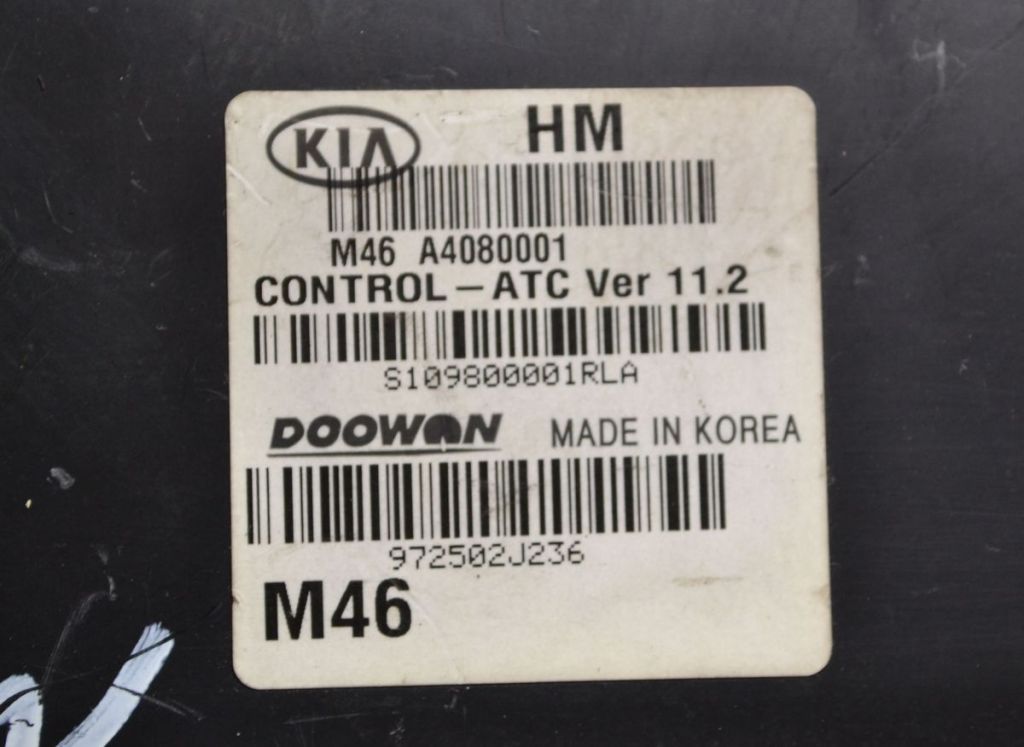 KIA HM
M46 A4080001
CONTROL – ATC Ver 11.2
S109800001RLA
DOOWON MADE IN KOREA
972502J236
M46